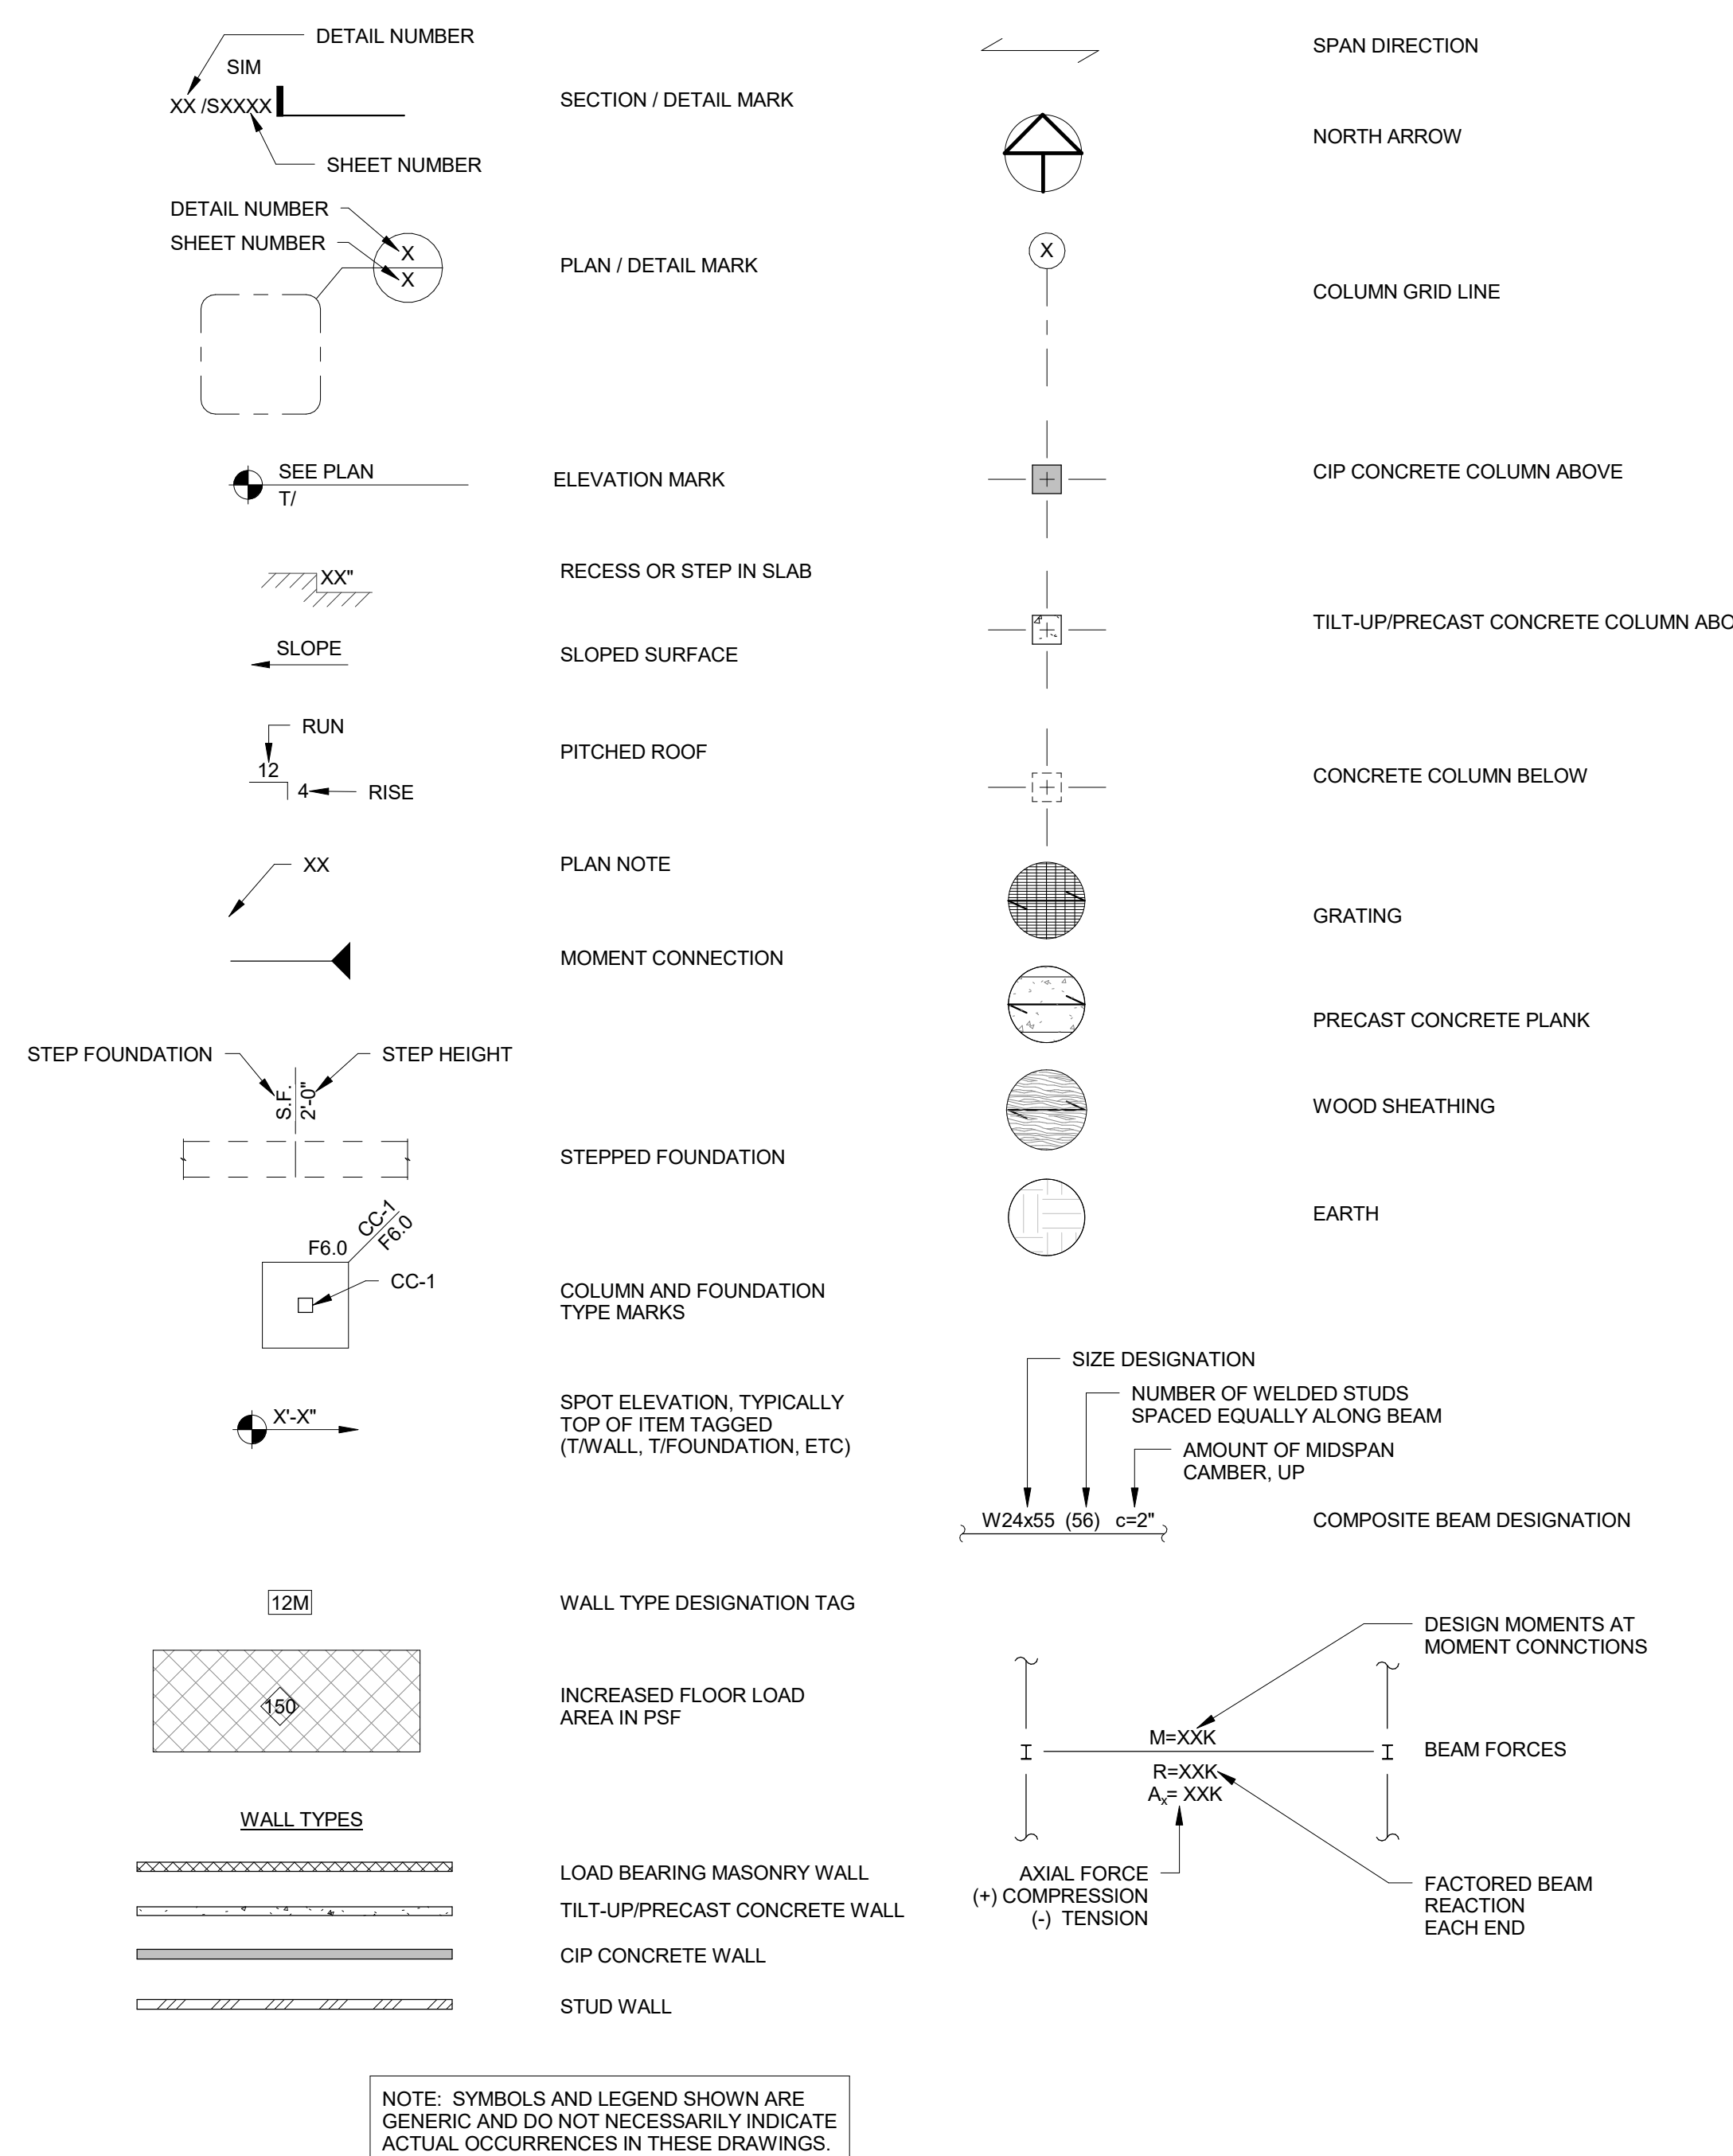 DETAIL NUMBER
SIM
XX /SXXXX
SHEET NUMBER
SECTION / DETAIL MARK
DETAIL NUMBER
SHEET NUMBER
X
X
PLAN / DETAIL MARK
SEE PLAN
T/
ELEVATION MARK
XX"
RECESS OR STEP IN SLAB
SLOPE
SLOPED SURFACE
RUN
12
4
RISE
PITCHED ROOF
XX
PLAN NOTE
MOMENT CONNECTION
STEP FOUNDATION
STEP HEIGHT
S.F.
2'-0"
STEPPED FOUNDATION
CC-1
F6.0
F6.0
CC-1
COLUMN AND FOUNDATION
TYPE MARKS
X'-X"
SPOT ELEVATION, TYPICALLY
TOP OF ITEM TAGGED
(T/WALL, T/FOUNDATION, ETC)
12M
WALL TYPE DESIGNATION TAG
150
INCREASED FLOOR LOAD
AREA IN PSF
WALL TYPES
LOAD BEARING MASONRY WALL
TILT-UP/PRECAST CONCRETE WALL
CIP CONCRETE WALL
STUD WALL
NOTE: SYMBOLS AND LEGEND SHOWN ARE
GENERIC AND DO NOT NECESSARILY INDICATE
ACTUAL OCCURRENCES IN THESE DRAWINGS.
SPAN DIRECTION
NORTH ARROW
X
COLUMN GRID LINE
CIP CONCRETE COLUMN ABOVE
TILT-UP/PRECAST CONCRETE COLUMN ABO
CONCRETE COLUMN BELOW
GRATING
PRECAST CONCRETE PLANK
WOOD SHEATHING
EARTH
SIZE DESIGNATION
NUMBER OF WELDED STUDS
SPACED EQUALLY ALONG BEAM
AMOUNT OF MIDSPAN
CAMBER, UP
W24x55 (56) c=2"
COMPOSITE BEAM DESIGNATION
DESIGN MOMENTS AT
MOMENT CONNCTIONS
M=XXK
R=XXK
Ax= XXK
BEAM FORCES
AXIAL FORCE
(+) COMPRESSION
(-) TENSION
FACTORED BEAM
REACTION
EACH END